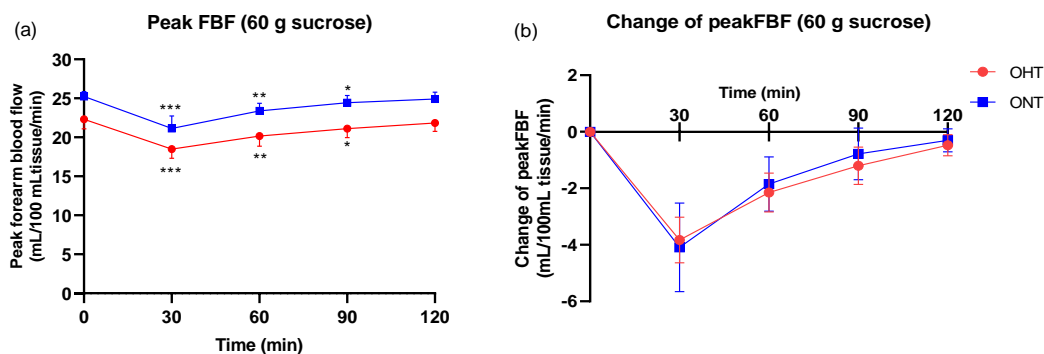 (a)
Peak FBF (60 g sucrose)
Peak forearm blood flow
(mL/100 mLtissue/min)
30
25
20
15
10
5
0
***
**
*
***
**
*
0
30
60
90
120
Time (min)
(b)
Change of peakFBF (60 g sucrose)
Change of peakFBF
(mL/100mL tissue/min)
2
0
-2
-4
-6
Time (min)
30
60
90
120
OHT
ONT